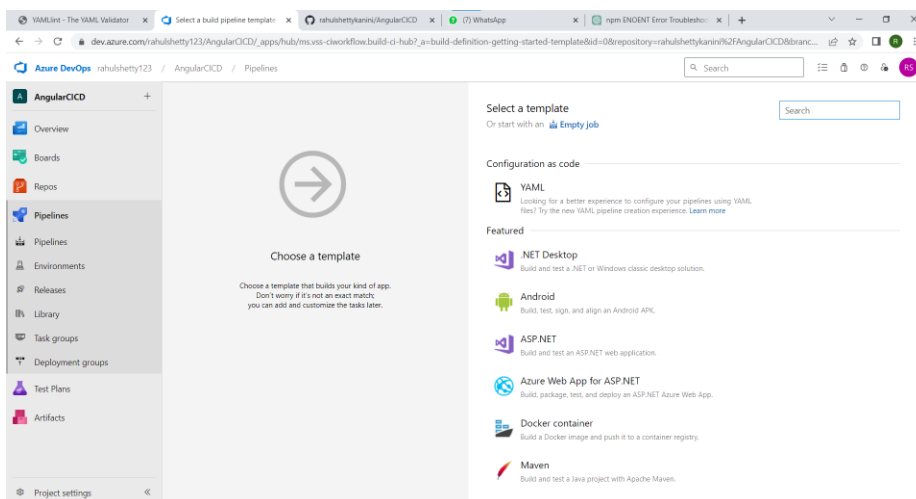 YAMLlint - The YAML Validator
Select a build pipeline template
rahulshettykanini/AngularCICD
(7) WhatsApp
npm ENOENT Error Troubleshoo
dev.azure.com/rahulshetty123/AngularCICD/_apps/hub/ms.vss-ciworkflow.build-ci-hub?_a=build-definition-getting-started-template&id=0&repository=rahulshettykanini%2FAngularCICD&branc...
R
Azure DevOps rahulshetty123 / AngularCICD / Pipelines
Search
RS
A AngularCICD
Overview
Boards
Repos
Pipelines
Pipelines
Environments
Releases
Library
Task groups
Deployment groups
Test Plans
Artifacts
Project settings
Choose a template
Choose a template that builds your kind of app.
Don't worry if it's not an exact match;
you can add and customize the tasks later.
Select a template
Or start with an Empty job
Search
Configuration as code
YAML
Looking for a better experience to configure your pipelines using YAML
files? Try the new YAML pipeline creation experience. Learn more
Featured
.NET Desktop
Build and test a .NET or Windows classic desktop solution.
Android
Build, test, sign, and align an Android APK.
ASP.NET
Build and test an ASP.NET web application.
Azure Web App for ASP.NET
Build, package, test, and deploy an ASP.NET Azure Web App.
Docker container
Build a Docker image and push it to a container registry.
Maven
Build and test a Java project with Apache Maven.